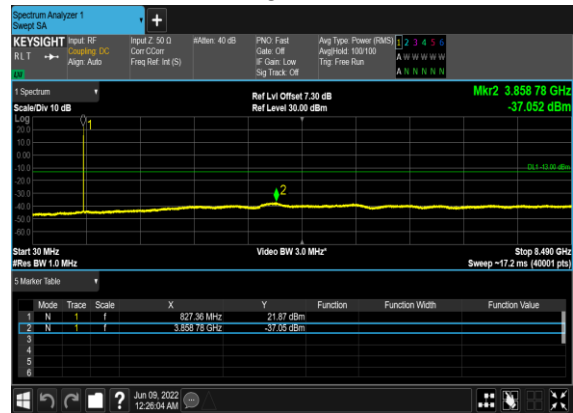 Spectrum Analyzer 1
Swept SA
+
KEYSIGHT Input: RF Input Z: 50 Ω #Atten: 40 dB PNO: Fast Avg Type: Power (RMS) 1 2 3 4 5 6
RLT Coupling: DC Corr CCorr Gate: Off Avg|Hold: 100/100 A W W W W W
Align: Auto Freq Ref: Int (S) IF Gain: Low Trig: Free Run
LXI Sig Track: Off A N N N N N
1 Spectrum Ref Lvl Offset 7.30 dB Mkr2 3.858 78 GHz
Scale/Div 10 dB Ref Level 30.00 dBm -37.052 dBm
Log
1
20.0
10.0
0.00
-10.0 DL1 -13.00 dBm
-20.0
-30.0 2
-40.0
-50.0
-60.0
Start 30 MHz Video BW 3.0 MHz* Stop 8.490 GHz
#Res BW 1.0 MHz Sweep ~17.2 ms (40001 pts)
5 Marker Table
Mode Trace Scale X Y Function Function Width Function Value
1 N 1 f 827.36 MHz 21.87 dBm
2 N 1 f 3.858 78 GHz -37.05 dBm
3
4
5
6
? Jun 09, 2022
12:26:04 AM